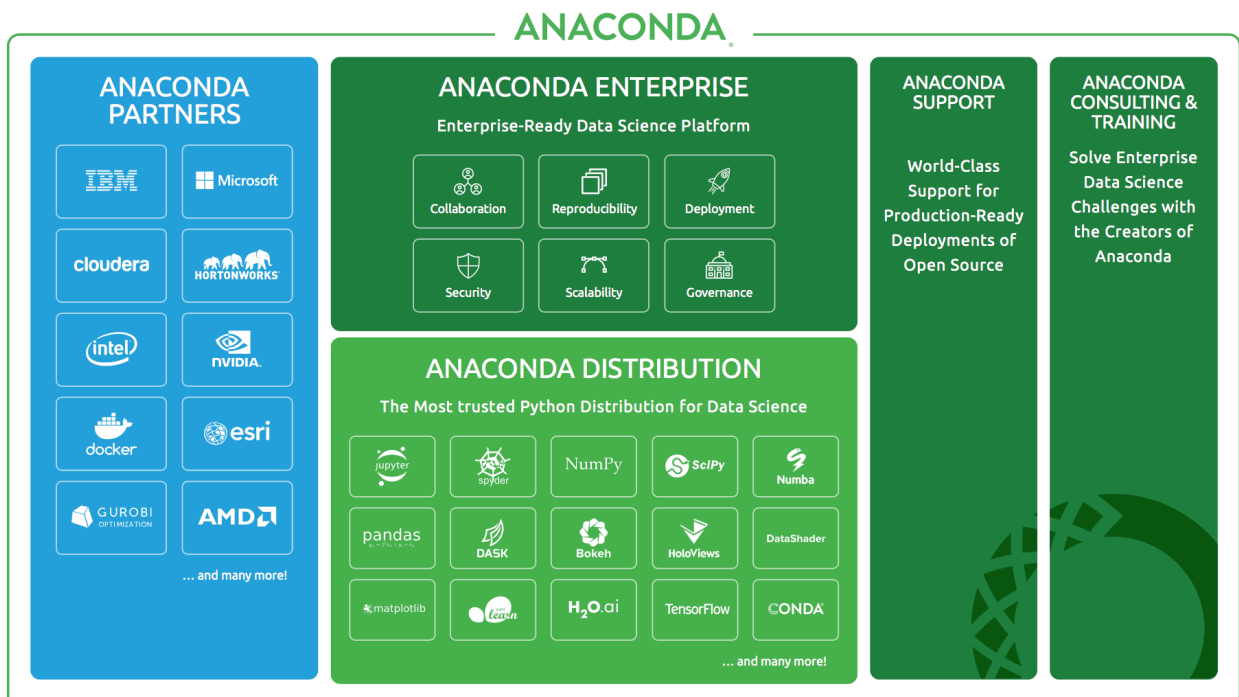 ANACONDA
ANACONDA
PARTNERS
IBM
Microsoft
cloudera
HORTONWORKS
intel
NVIDIA.
docker
esri
GUROBI
OPTIMIZATION
AMD
... and many more!
ANACONDA ENTERPRISE
Enterprise-Ready Data Science Platform
Collaboration
Reproducibility
Deployment
Security
Scalability
Governance
ANACONDA DISTRIBUTION
The Most trusted Python Distribution for Data Science
jupyter
spyder
NumPy
SciPy
Numba
pandas
DASK
Bokeh
HoloViews
DataShader
matplotlib
learn
H2O.ai
TensorFlow
CONDA
... and many more!
ANACONDA
SUPPORT
World-Class
Support for
Production-Ready
Deployments of
Open Source
ANACONDA
CONSULTING &
TRAINING
Solve Enterprise
Data Science
Challenges with
the Creators of
Anaconda